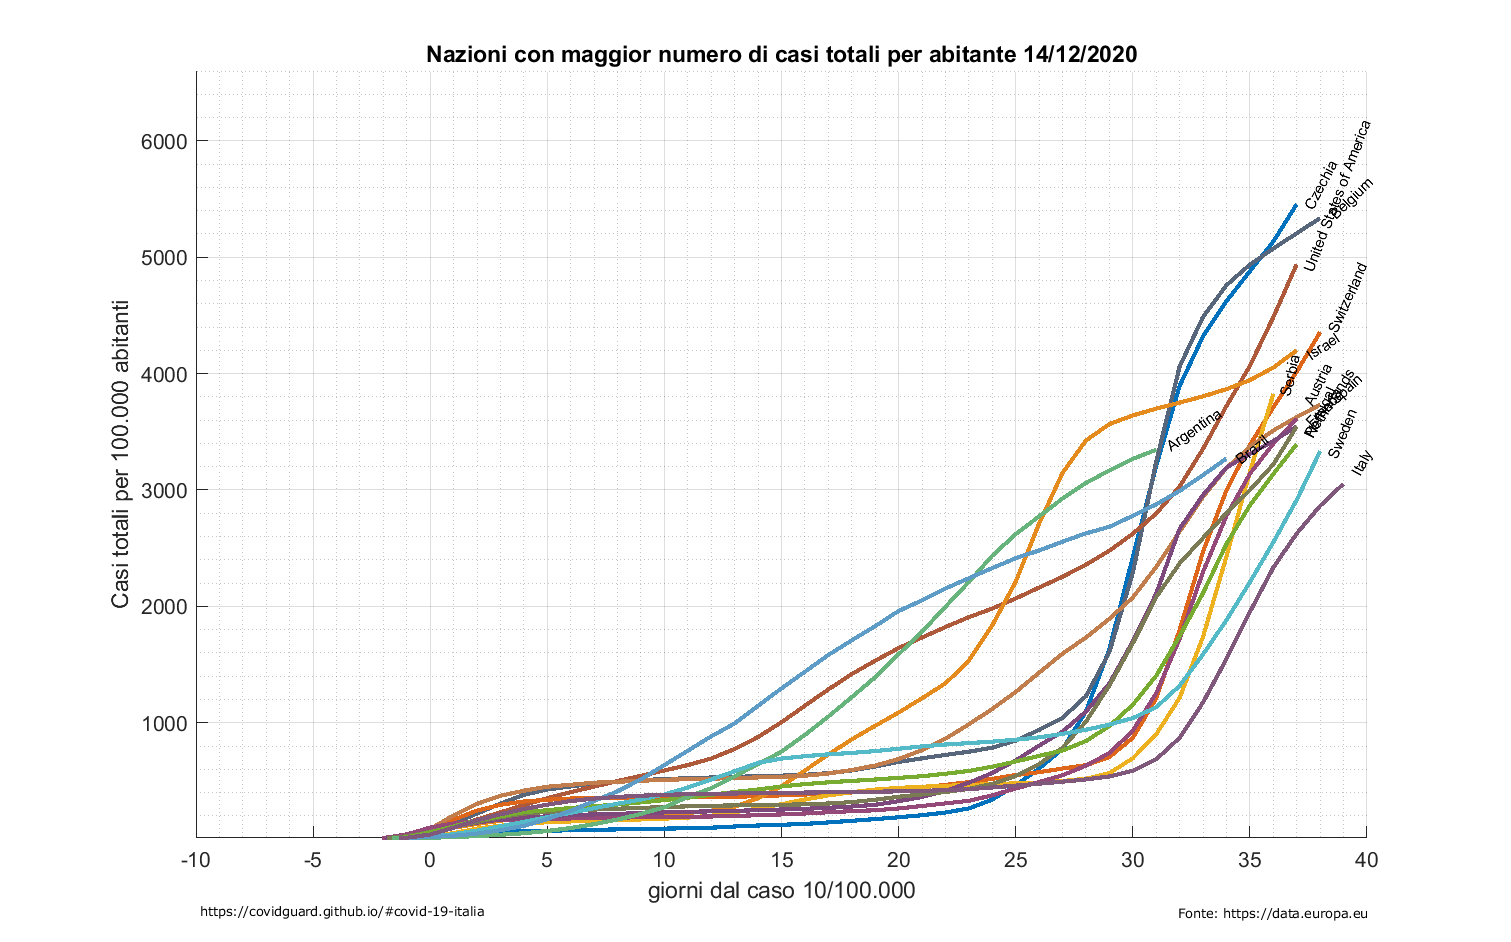 Nazioni con maggior numero di casi totali per abitante 14/12/2020
Casi totali per 100.000 abitanti
6000
5000
4000
3000
2000
1000
Czechia
United States of America
Belgium
Switzerland
Israel
Serbia
Austria
Spain
Argentina
Brazil
Sweden
Italy
-10
-5
0
5
10
15
20
25
30
35
40
giorni dal caso 10/100.000
https://covidguard.github.io/#covid-19-italia
Fonte: https://data.europa.eu